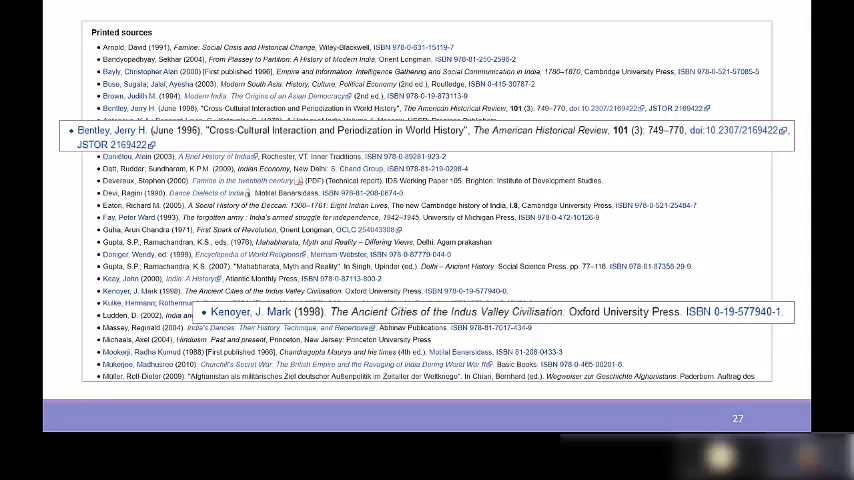 Printed sources
• Arnold, David (1991), Famine: Social Crisis and Historical Change, Wiley-Blackwell, ISBN 978-0-631-15119-7
• Bandyopadhyay, Sekhar (2004), From Plassey to Partition: A History of Modern India, Orient Longman, ISBN 978-81-250-2596-2
• Bayly, Christopher Alan (2000) [First published 1996], Empire and Information: Intelligence Gathering and Social Communication in India, 1780–1870, Cambridge University Press, ISBN 978-0-521-57085-5
• Bose, Sugata; Jalal, Ayesha (2003), Modern South Asia: History, Culture, Political Economy (2nd ed.), Routledge, ISBN 0-415-30787-2
• Brown, Judith M. (1994), Modern India: The Origins of an Asian Democracy (2nd ed.), ISBN 978-0-19-873113-9
• Bentley, Jerry H. (June 1996), "Cross-Cultural Interaction and Periodization in World History", The American Historical Review, 101 (3): 749–770, doi:10.2307/2169422, JSTOR 2169422
• Bentley, Jerry H. (June 1996), "Cross-Cultural Interaction and Periodization in World History", The American Historical Review, 101 (3): 749–770, doi:10.2307/2169422,
JSTOR 2169422
• Daniélou, Alain (2003), A Brief History of India, Rochester, VT: Inner Traditions, ISBN 978-0-89281-923-2
• Datt, Ruddar; Sundharam, K.P.M. (2009), Indian Economy, New Delhi: S. Chand Group, ISBN 978-81-219-0298-4
• Devereux, Stephen (2000). Famine in the twentieth century (PDF) (Technical report). IDS Working Paper 105. Brighton: Institute of Development Studies.
• Devi, Ragini (1990). Dance Dialects of India. Motilal Banarsidass. ISBN 978-81-208-0674-0.
• Eaton, Richard M. (2005), A Social History of the Deccan: 1300–1761: Eight Indian Lives, The new Cambridge history of India, I.8, Cambridge University Press, ISBN 978-0-521-25484-7
• Fay, Peter Ward (1993), The forgotten army : India's armed struggle for independence, 1942–1945, University of Michigan Press, ISBN 978-0-472-10126-9
• Guha, Arun Chandra (1971), First Spark of Revolution, Orient Longman, OCLC 254043308
• Gupta, S.P.; Ramachandran, K.S., eds. (1976), Mahabharata, Myth and Reality – Differing Views, Delhi: Agam prakashan
• Doniger, Wendy, ed. (1999), Encyclopedia of World Religions, Merriam-Webster, ISBN 978-0-87779-044-0
• Gupta, S.P.; Ramachandra, K.S. (2007). "Mahabharata, Myth and Reality". In Singh, Upinder (ed.). Delhi – Ancient History. Social Science Press. pp. 77–116. ISBN 978-81-87358-29-9.
• Keay, John (2000), India: A History, Atlantic Monthly Press, ISBN 978-0-87113-800-2
• Kenoyer, J. Mark (1998). The Ancient Cities of the Indus Valley Civilisation. Oxford University Press. ISBN 0-19-577940-1.
• Kulke, Hermann; Rothermu
• Kenoyer, J. Mark (1998). The Ancient Cities of the Indus Valley Civilisation. Oxford University Press. ISBN 0-19-577940-1.
• Ludden, D. (2002), India an
• Massey, Reginald (2004). India's Dances: Their History, Technique, and Repertoire. Abhinav Publications. ISBN 978-81-7017-434-9.
• Michaels, Axel (2004), Hinduism. Past and present, Princeton, New Jersey: Princeton University Press
• Mookerji, Radha Kumud (1988) [First published 1966], Chandragupta Maurya and his times (4th ed.), Motilal Banarsidass, ISBN 81-208-0433-3
• Mukerjee, Madhusree (2010). Churchill's Secret War: The British Empire and the Ravaging of India During World War II. Basic Books. ISBN 978-0-465-00201-6.
• Müller, Rolf-Dieter (2009). "Afghanistan als militärisches Ziel deutscher Außenpolitik im Zeitalter der Weltkriege". In Chiari, Bernhard (ed.). Wegweiser zur Geschichte Afghanistans. Paderborn: Auftrag des
27